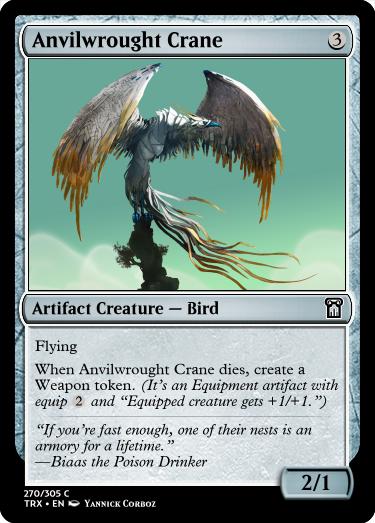 Anvilwrought Crane 3
Artifact Creature — Bird
Flying
When Anvilwrought Crane dies, create a
Weapon token. (It's an Equipment artifact with
equip 2 and “Equipped creature gets +1/+1.”)
“If you're fast enough, one of their nests is an
armory for a lifetime.”
—Biaas the Poison Drinker
2/1
270/305 C
TRX • EN Yannick Corboz